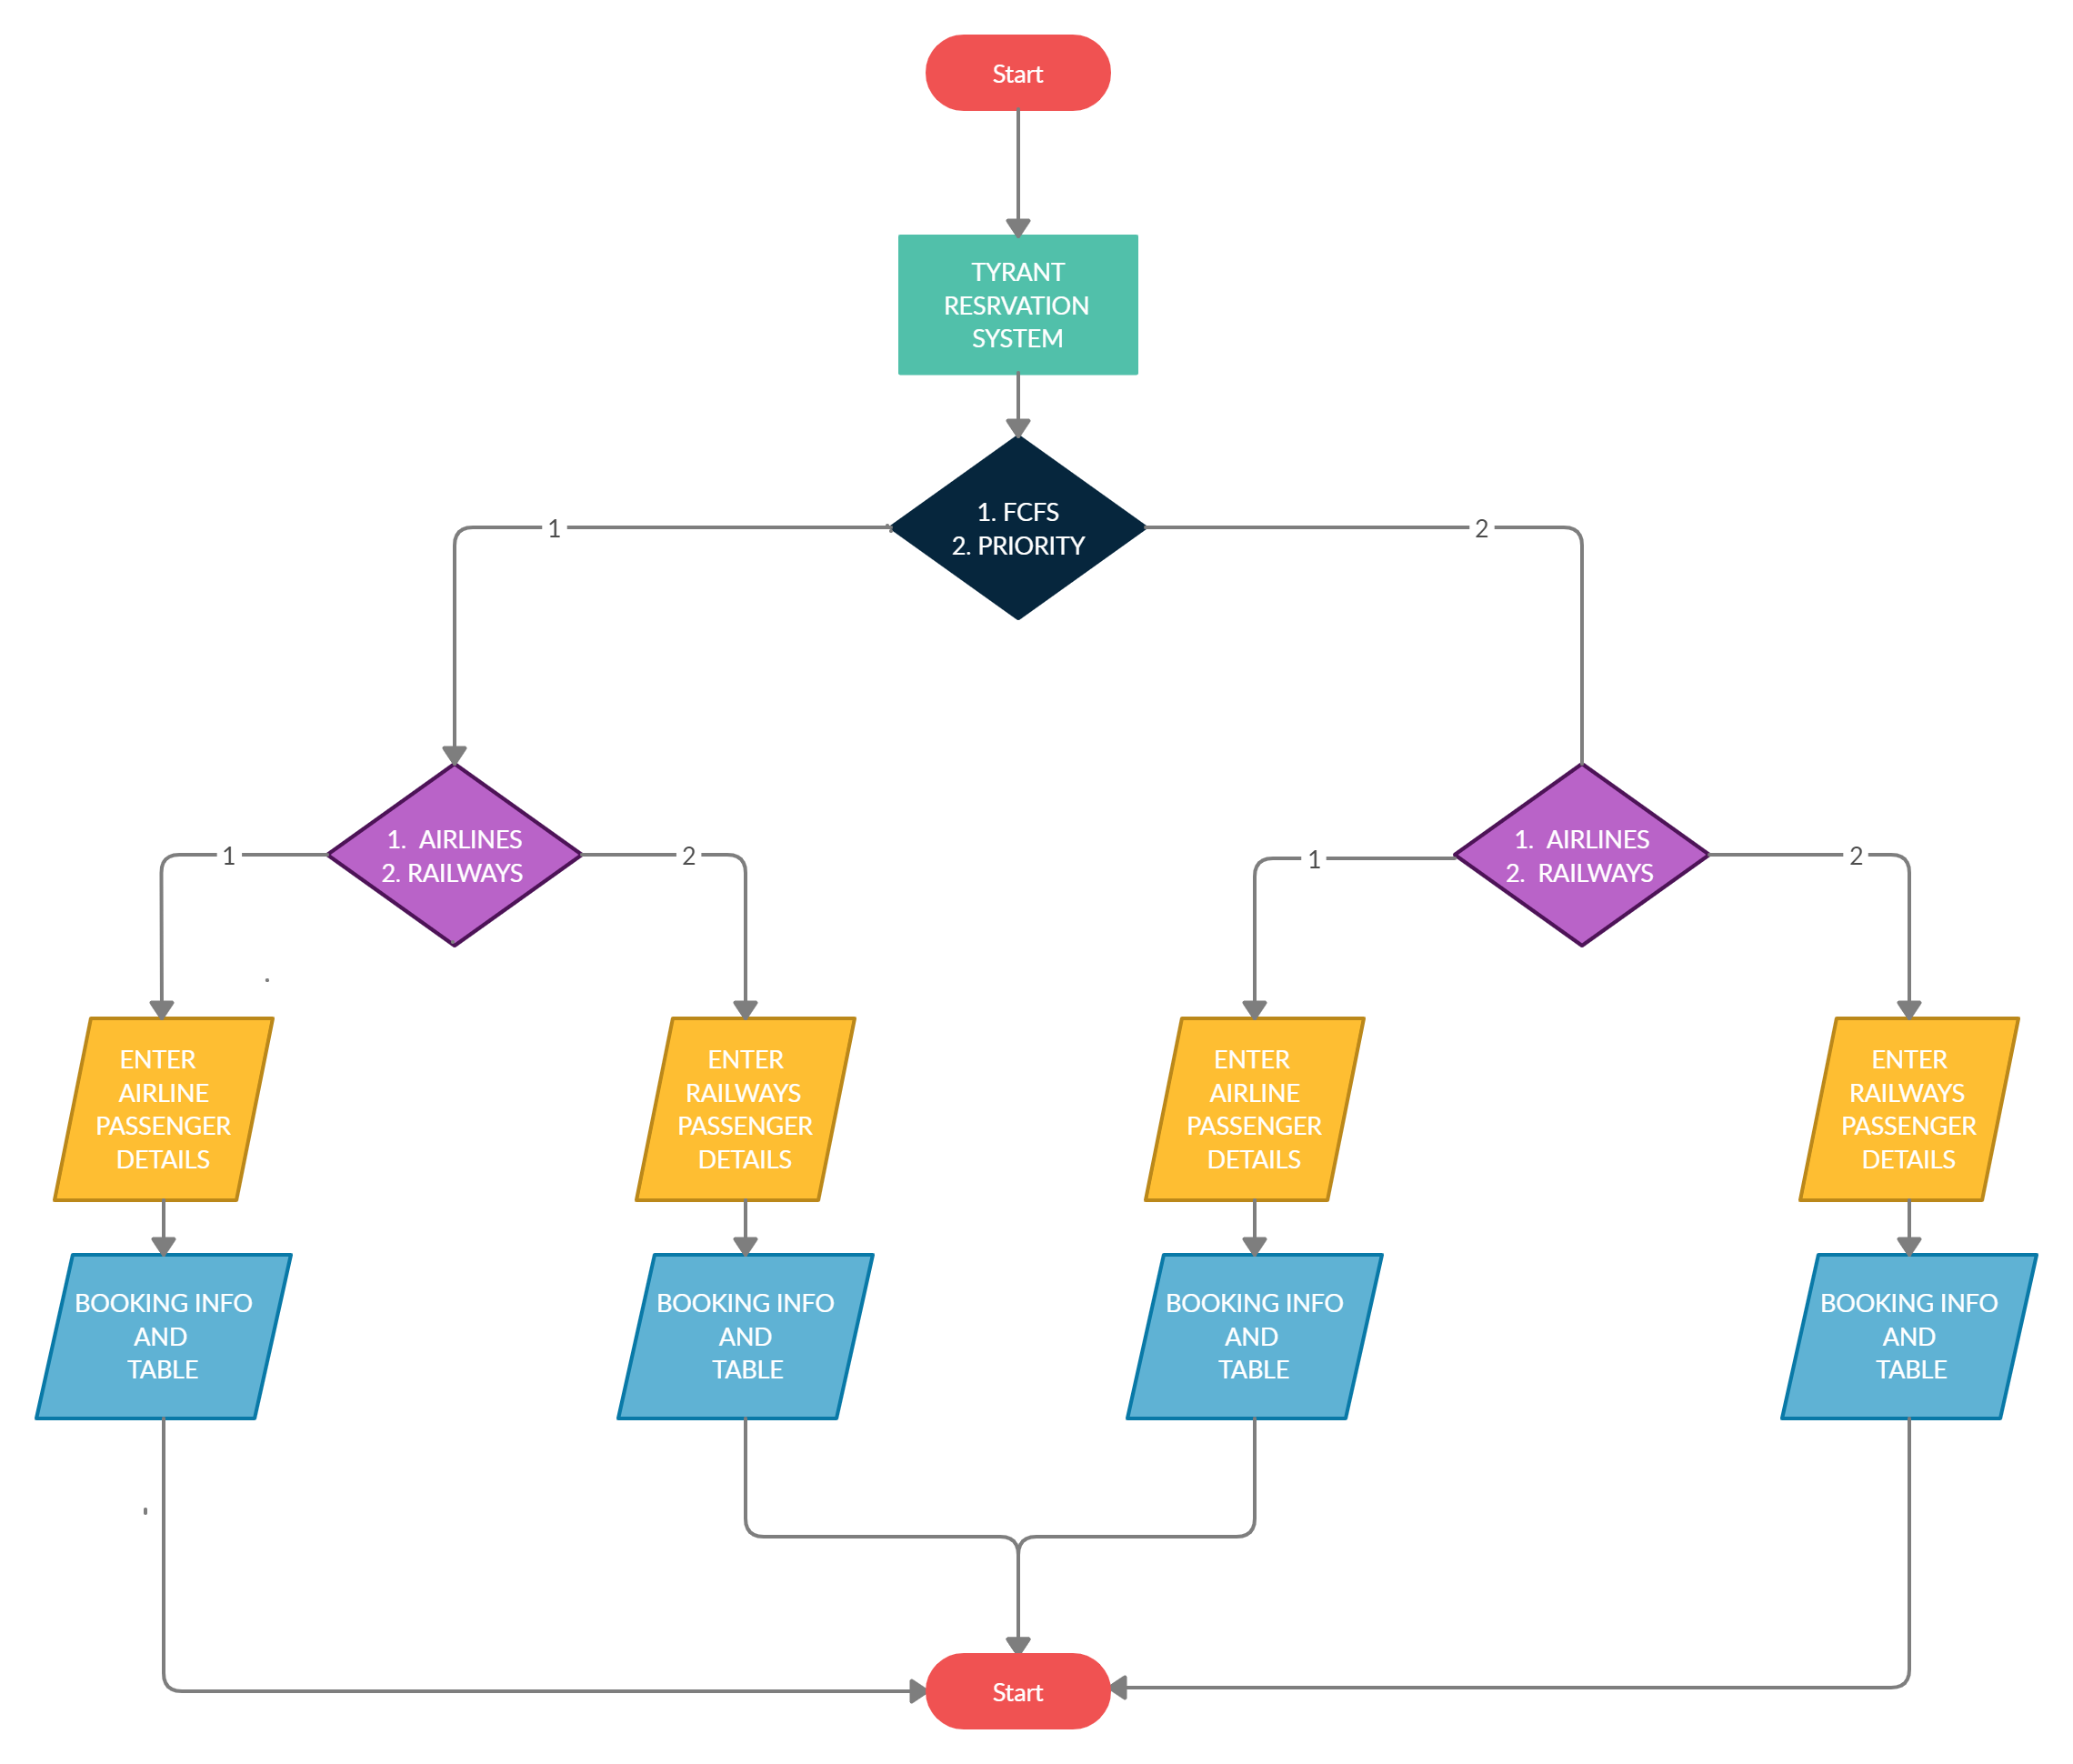 Start
TYRANT
RESRVATION
SYSTEM
1. FCFS
2. PRIORITY
1
2
1. AIRLINES
2. RAILWAYS
1
2
1. AIRLINES
2. RAILWAYS
1
2
ENTER
AIRLINE
PASSENGER
DETAILS
ENTER
RAILWAYS
PASSENGER
DETAILS
ENTER
AIRLINE
PASSENGER
DETAILS
ENTER
RAILWAYS
PASSENGER
DETAILS
BOOKING INFO
AND
TABLE
BOOKING INFO
AND
TABLE
BOOKING INFO
AND
TABLE
BOOKING INFO
AND
TABLE
Start